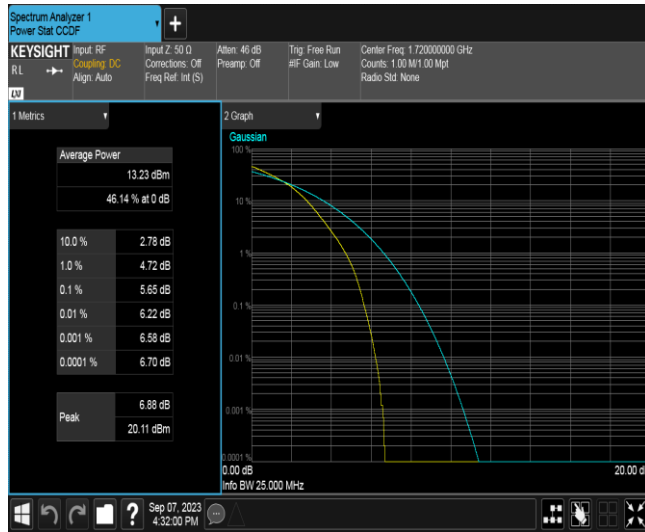 Spectrum Analyzer 1
Power Stat CCDF
+
KEYSIGHT
RL
LXI
Input: RF
Coupling: DC
Align: Auto
Input Z: 50 Ω
Corrections: Off
Freq Ref: Int (S)
Atten: 46 dB
Preamp: Off
Trig: Free Run
#IF Gain: Low
Center Freq: 1.720000000 GHz
Counts: 1.00 M/1.00 Mpt
Radio Std: None
1 Metrics
Average Power
13.23 dBm
46.14 % at 0 dB
10.0 % 2.78 dB
1.0 % 4.72 dB
0.1 % 5.65 dB
0.01 % 6.22 dB
0.001 % 6.58 dB
0.0001 % 6.70 dB
Peak
6.88 dB
20.11 dBm
2 Graph
Gaussian
100 %
10 %
1 %
0.1 %
0.01 %
0.001 %
0.0001 %
0.00 dB
20.00 d
Info BW 25.000 MHz
?
Sep 07, 2023
4:32:00 PM